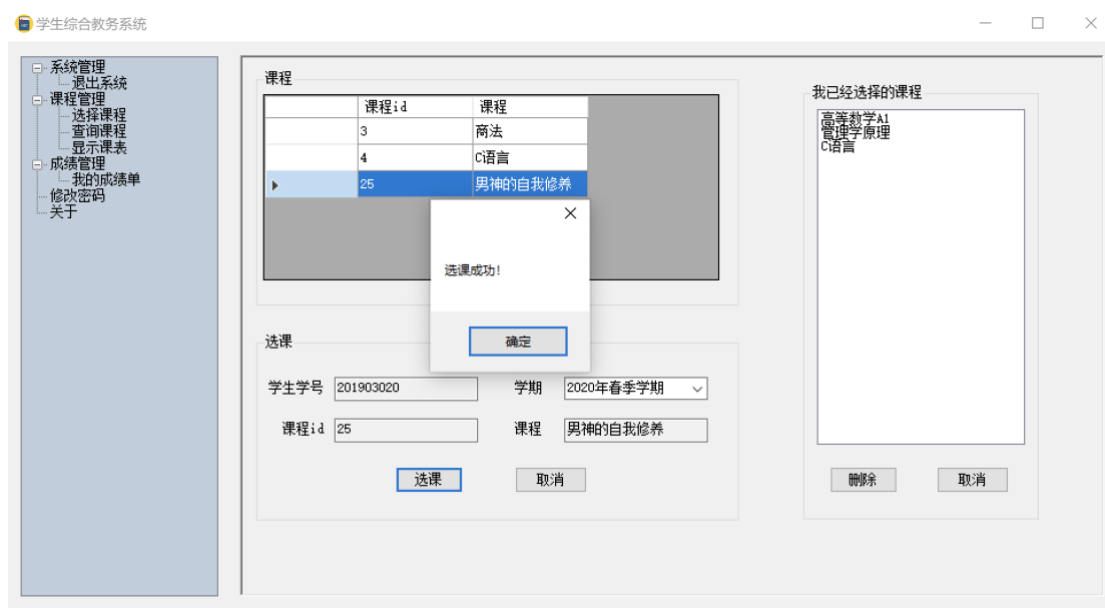 学生综合教务系统
系统管理
退出系统
课程管理
选择课程
查询课程
显示课表
成绩管理
我的成绩单
修改密码
关于
课程
课程id 课程
3 商法
4 C语言
25 男神的自我修养
选课成功!
确定
选课
学生学号 201903020 学期 2020年春季学期
课程id 25 课程 男神的自我修养
选课 取消
我已经选择的课程
高等数学A1
管理学原理
C语言
删除 取消